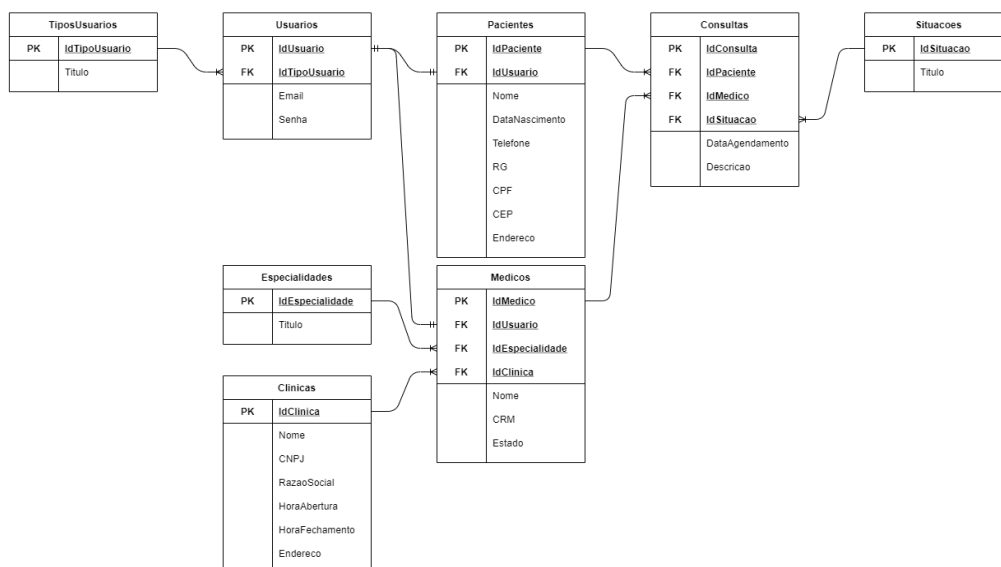 TiposUsuarios
PK IdTipoUsuario
Titulo
Usuarios
PK IdUsuario
FK IdTipoUsuario
Email
Senha
Pacientes
PK IdPaciente
FK IdUsuario
Nome
DataNascimento
Telefone
RG
CPF
CEP
Endereco
Consultas
PK IdConsulta
FK IdPaciente
FK IdMedico
FK IdSituacao
DataAgendamento
Descricao
Situacoes
PK IdSituacao
Titulo
Especialidades
PK IdEspecialidade
Titulo
Medicos
PK IdMedico
FK IdUsuario
FK IdEspecialidade
FK IdClinica
Nome
CRM
Estado
Clinicas
PK IdClinica
Nome
CNPJ
RazaoSocial
HoraAbertura
HoraFechamento
Endereco